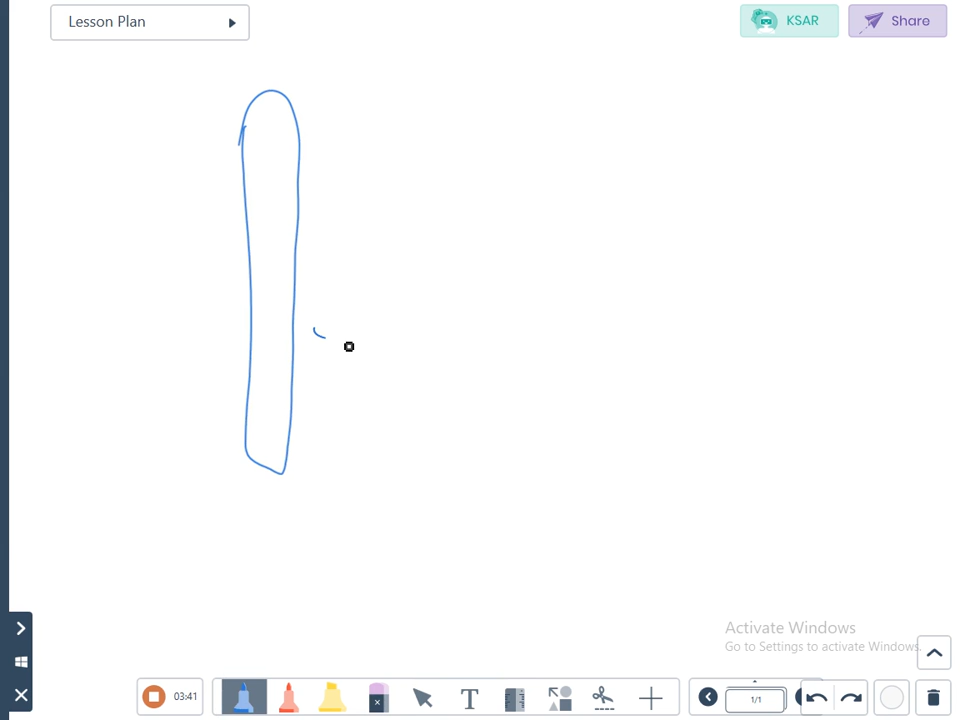 Lesson Plan
KSAR
Share
Activate Windows
Go to Settings to activate Windows.
03:41
T
1/1